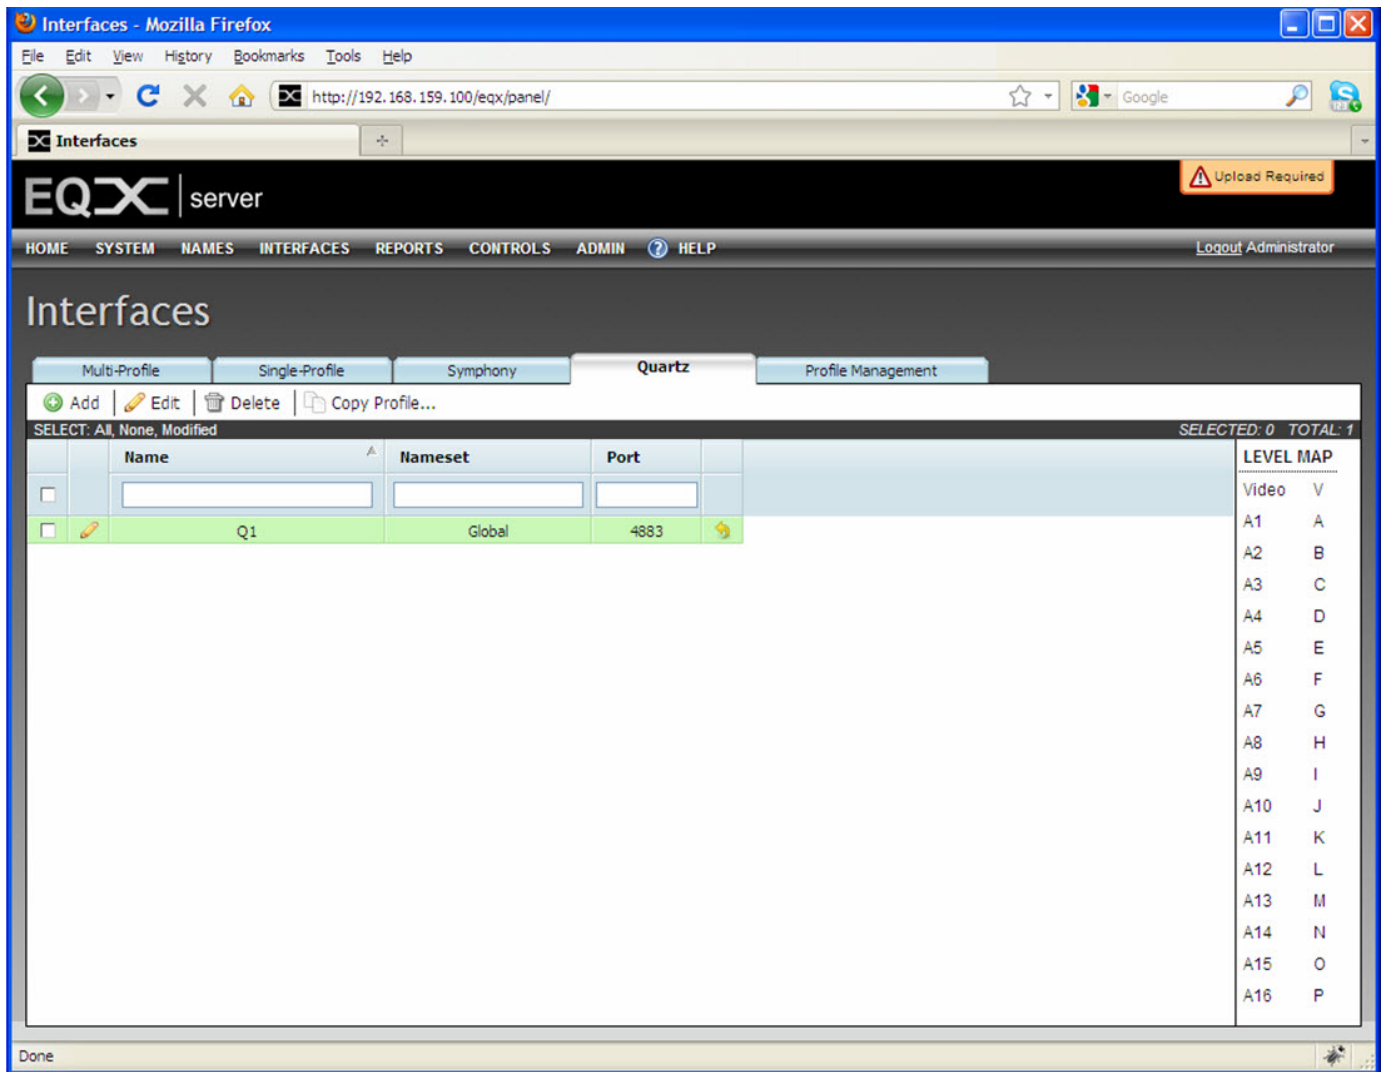 Interfaces - Mozilla Firefox
File Edit View History Bookmarks Tools Help
http://192.168.159.100/eqx/panel/ Google
Interfaces
Upload Required
EQX server
HOME SYSTEM NAMES INTERFACES REPORTS CONTROLS ADMIN ? HELP Logout Administrator
Interfaces
Multi-Profile Single-Profile Symphony Quartz Profile Management
Add Edit Delete Copy Profile...
SELECT: All, None, Modified SELECTED: 0 TOTAL: 1
Name Nameset Port LEVEL MAP
Video V
Q1 Global 4883
A1 A
A2 B
A3 C
A4 D
A5 E
A6 F
A7 G
A8 H
A9 I
A10 J
A11 K
A12 L
A13 M
A14 N
A15 O
A16 P
Done